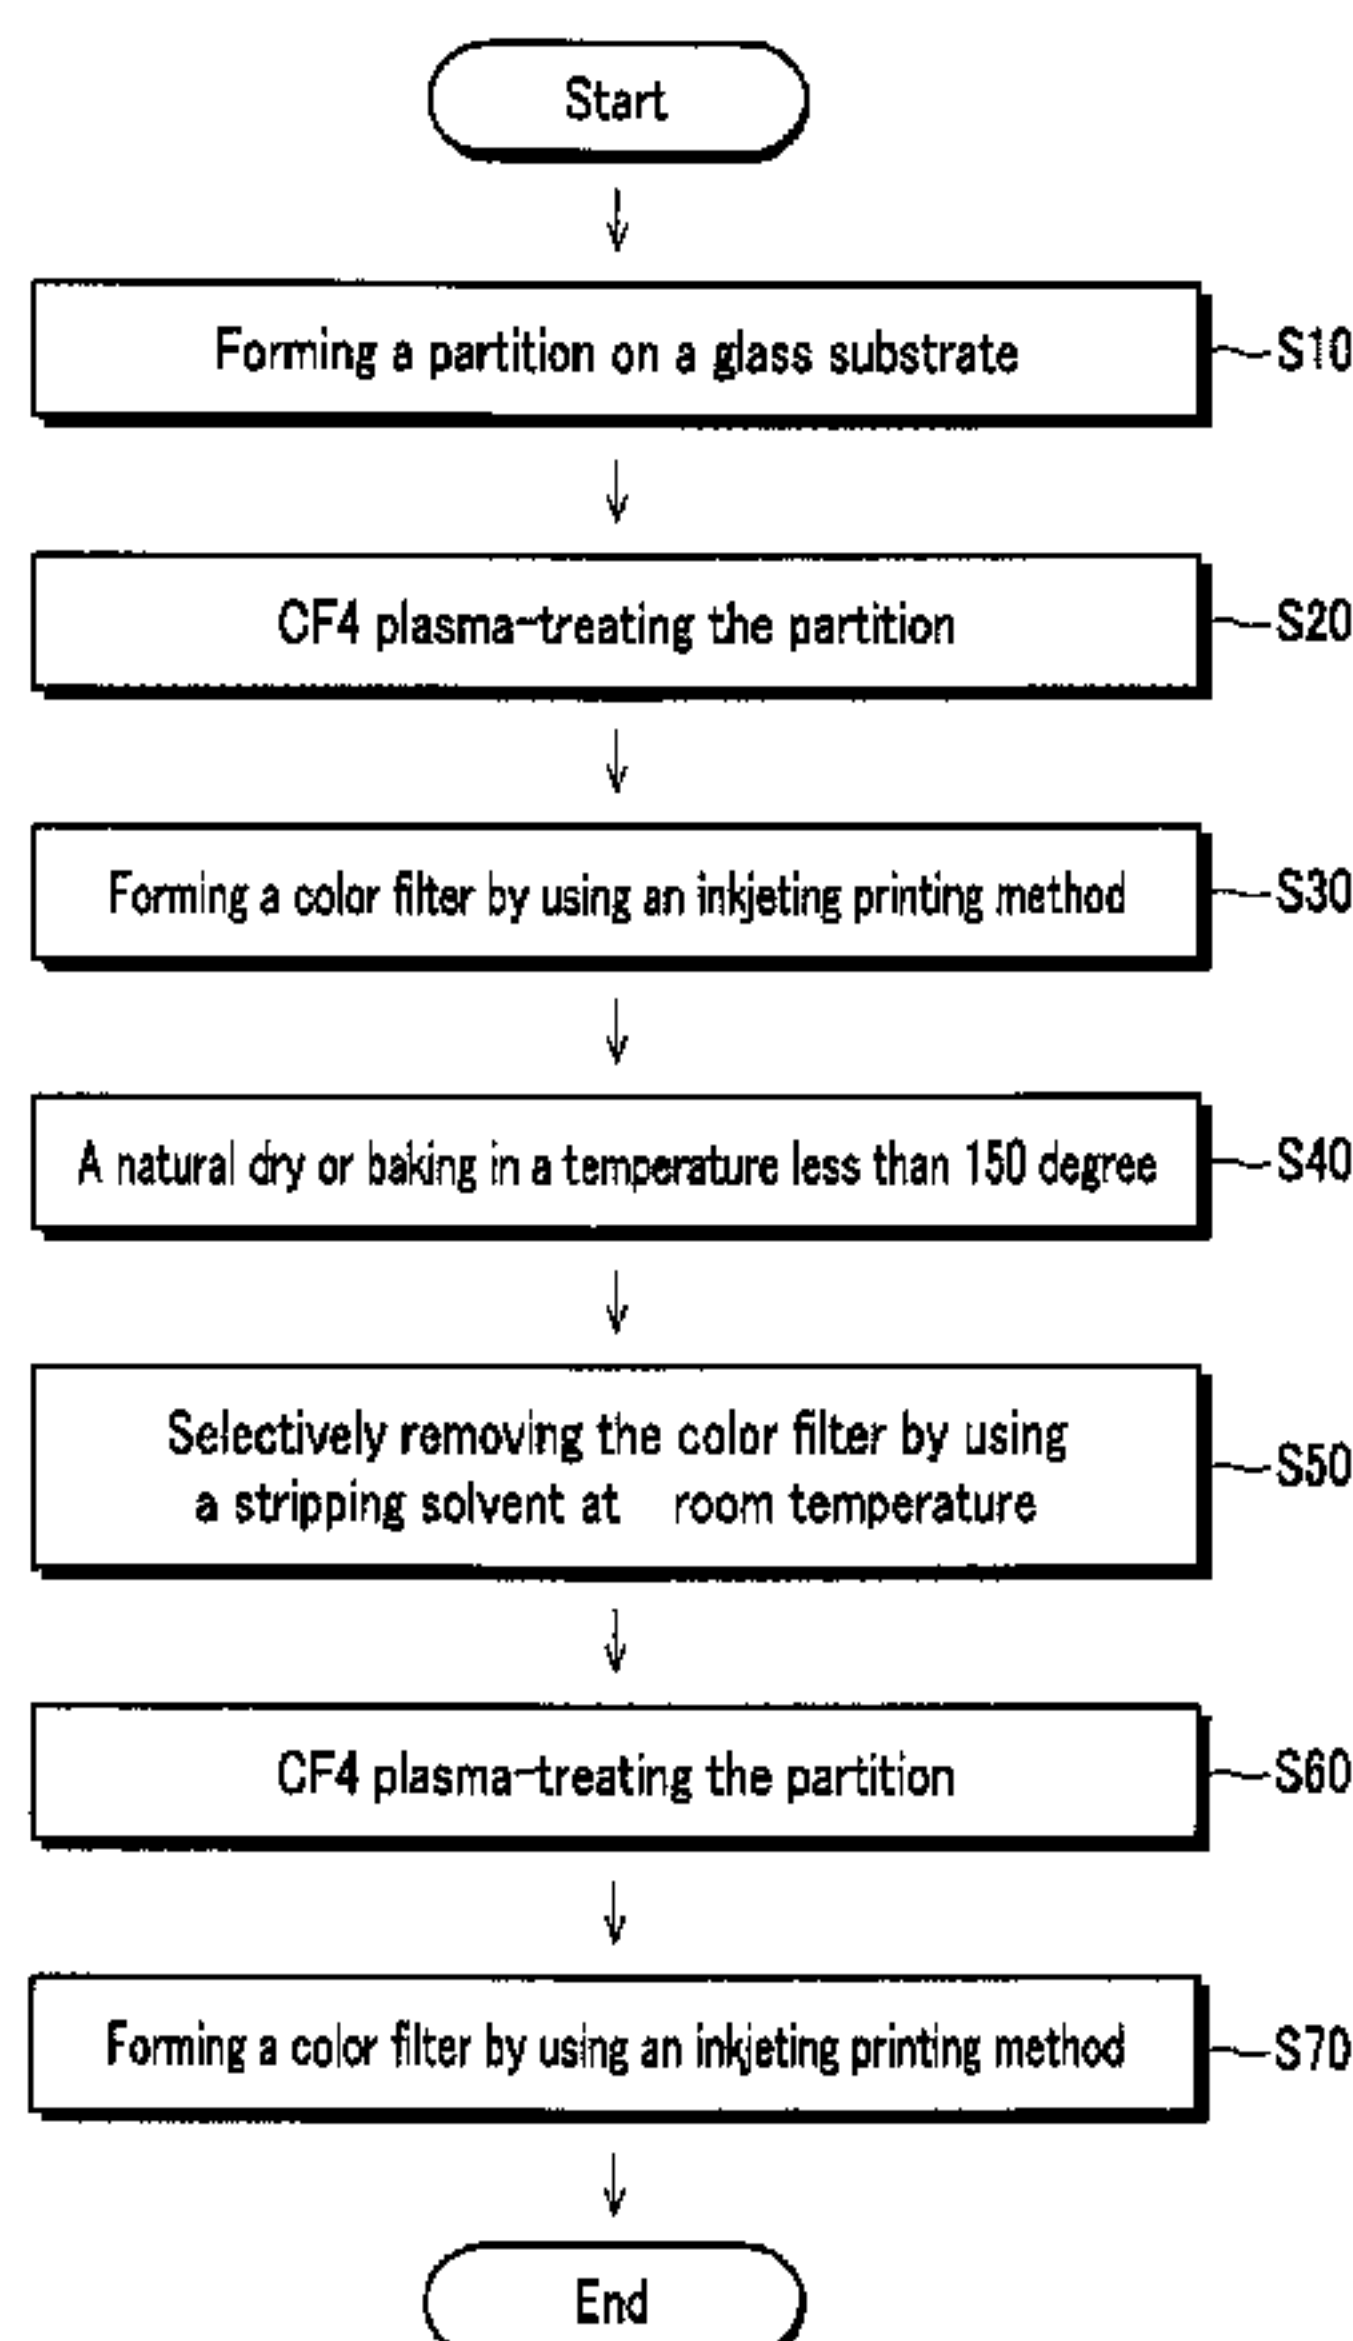 Start
Forming a partition on a glass substrate
S10
CF4 plasma-treating the partition
S20
Forming a color filter by using an inkjeting printing method
S30
A natural dry or baking in a temperature less than 150 degree
S40
Selectively removing the color filter by using
a stripping solvent at room temperature
S50
CF4 plasma-treating the partition
S60
Forming a color filter by using an inkjeting printing method
S70
End